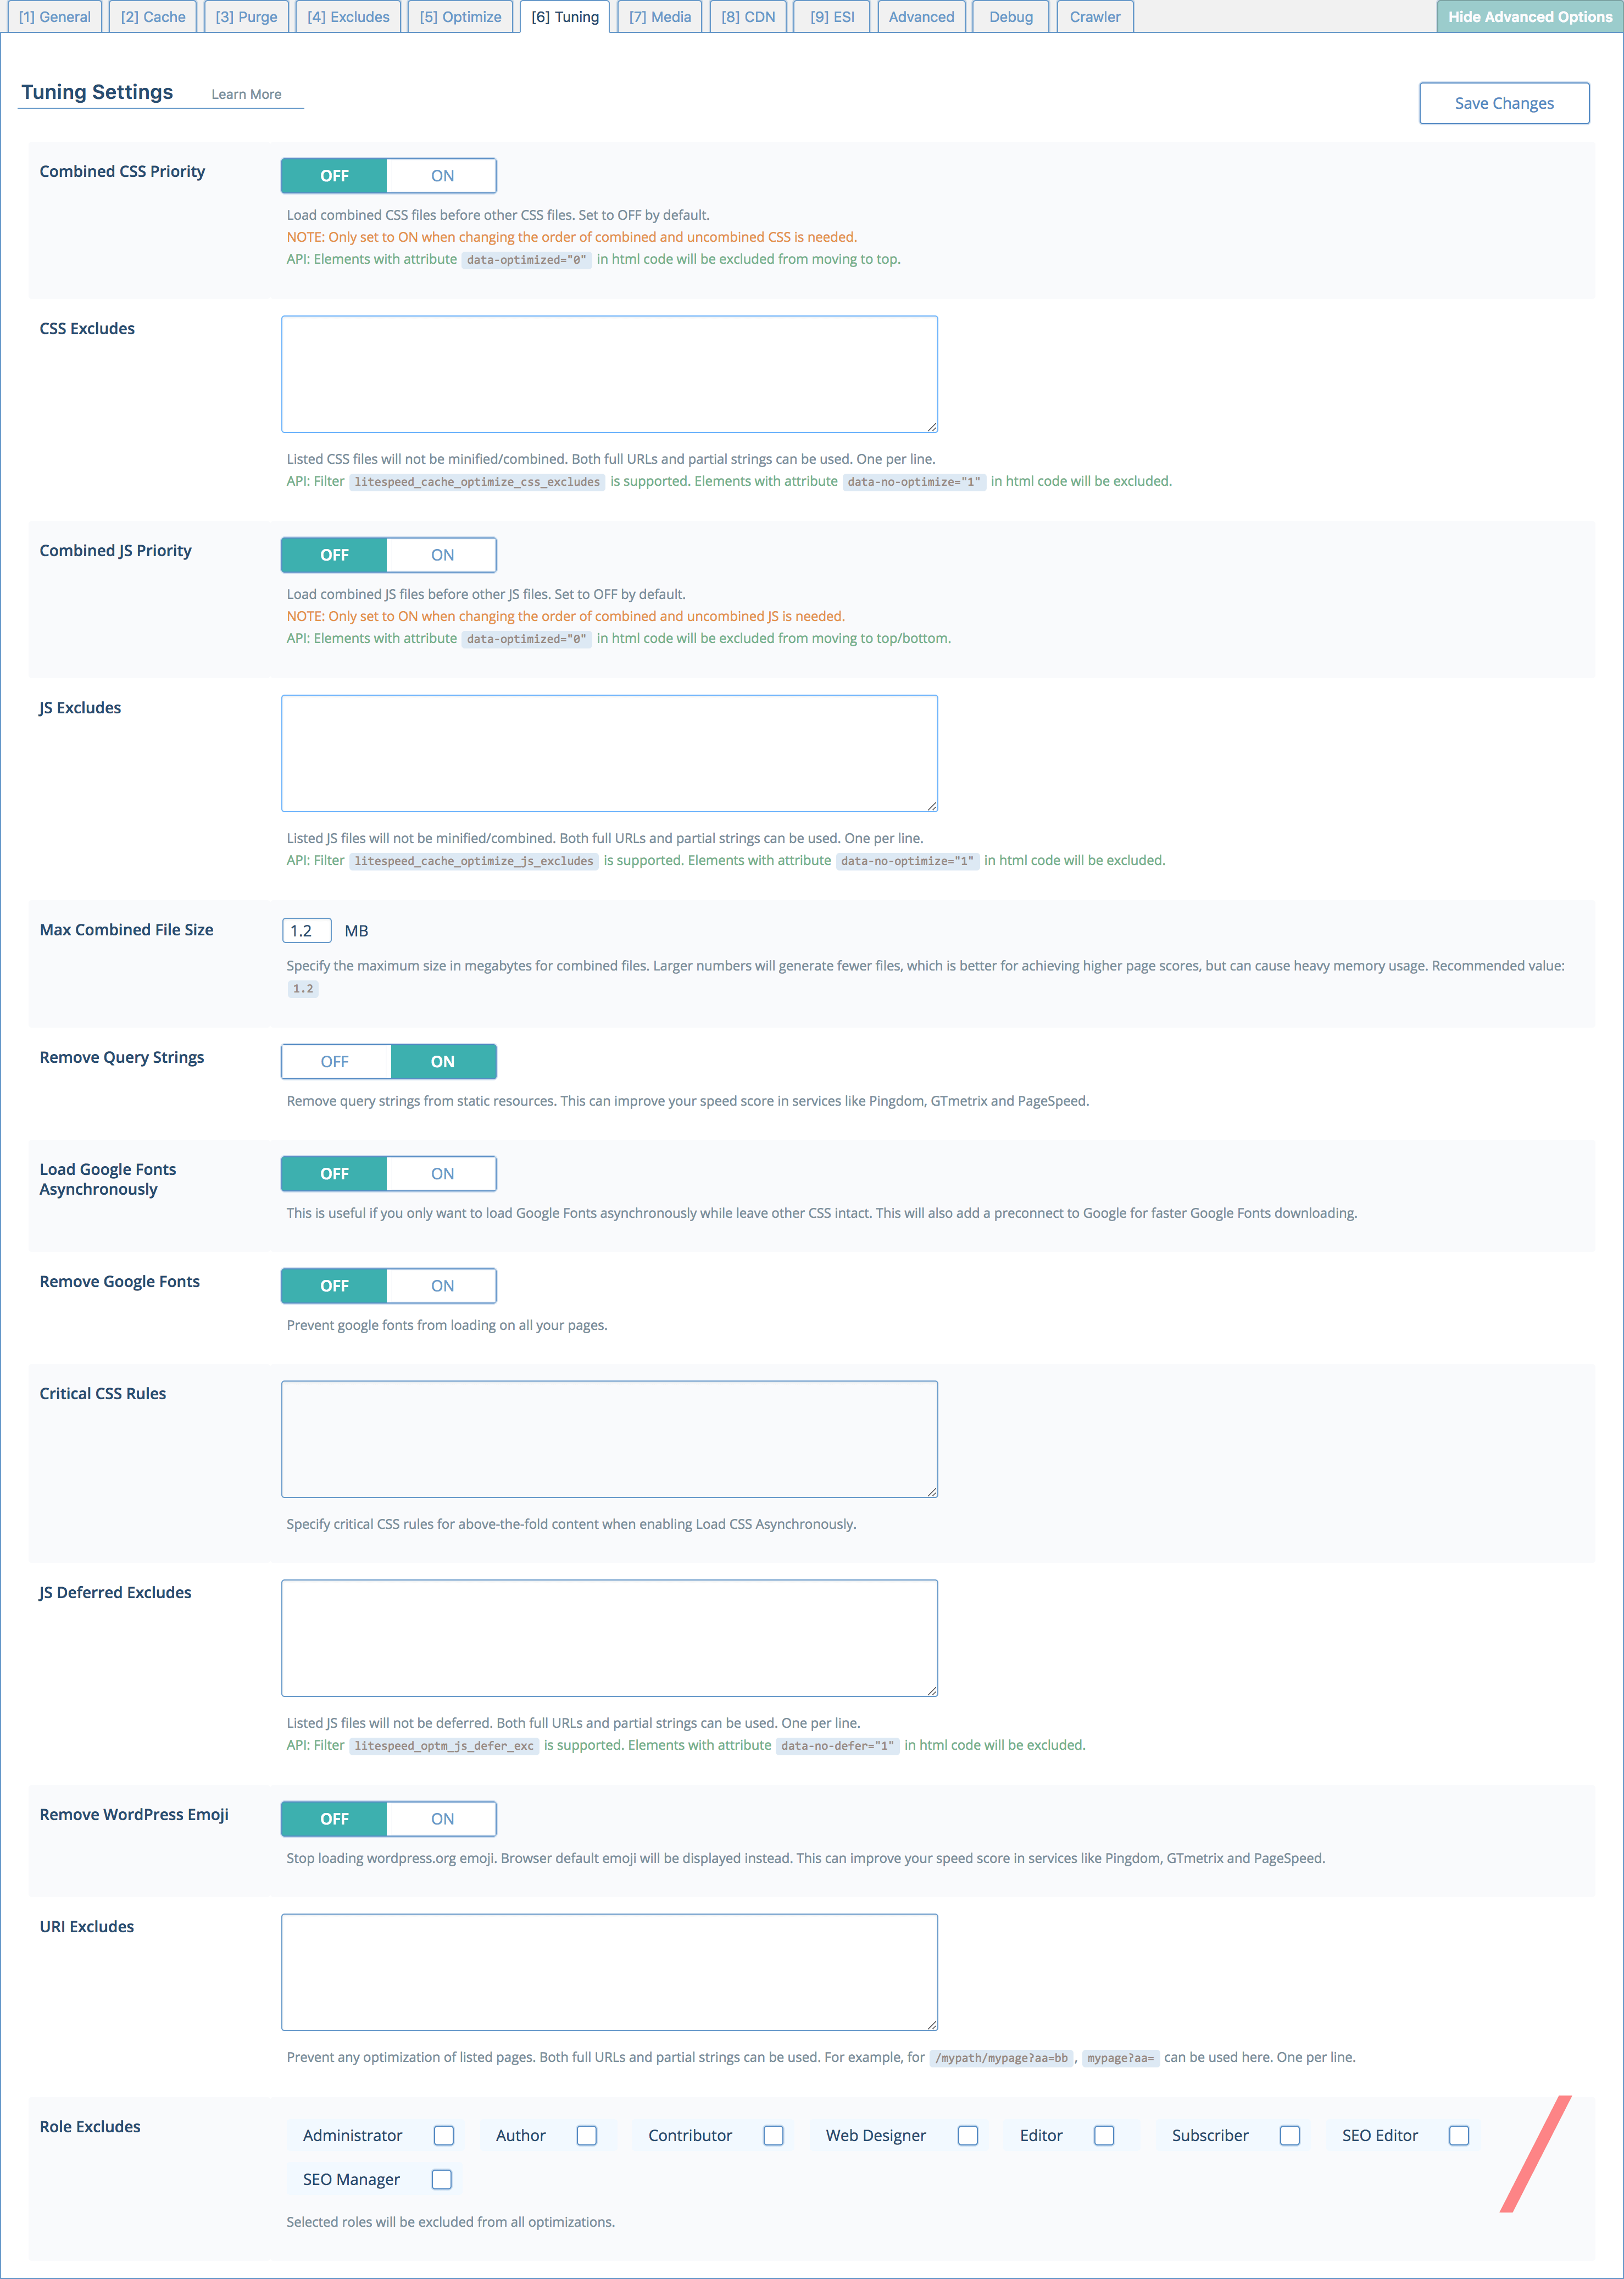 [1] General [2] Cache [3] Purge [4] Excludes [5] Optimize [6] Tuning [7] Media [8] CDN [9] ESI Advanced Debug Crawler Hide Advanced Options
Tuning Settings Learn More
Save Changes
Combined CSS Priority
OFF ON
Load combined CSS files before other CSS files. Set to OFF by default.
NOTE: Only set to ON when changing the order of combined and uncombined CSS is needed.
API: Elements with attribute data-optimized="0" in html code will be excluded from moving to top.
CSS Excludes
Listed CSS files will not be minified/combined. Both full URLs and partial strings can be used. One per line.
API: Filter litespeed_cache_optimize_css_excludes is supported. Elements with attribute data-no-optimize="1" in html code will be excluded.
Combined JS Priority
OFF ON
Load combined JS files before other JS files. Set to OFF by default.
NOTE: Only set to ON when changing the order of combined and uncombined JS is needed.
API: Elements with attribute data-optimized="0" in html code will be excluded from moving to top/bottom.
JS Excludes
Listed JS files will not be minified/combined. Both full URLs and partial strings can be used. One per line.
API: Filter litespeed_cache_optimize_js_excludes is supported. Elements with attribute data-no-optimize="1" in html code will be excluded.
Max Combined File Size
1.2 MB
Specify the maximum size in megabytes for combined files. Larger numbers will generate fewer files, which is better for achieving higher page scores, but can cause heavy memory usage. Recommended value:
1.2
Remove Query Strings
OFF ON
Remove query strings from static resources. This can improve your speed score in services like Pingdom, GTmetrix and PageSpeed.
Load Google Fonts
Asynchronously
OFF ON
This is useful if you only want to load Google Fonts asynchronously while leave other CSS intact. This will also add a preconnect to Google for faster Google Fonts downloading.
Remove Google Fonts
OFF ON
Prevent google fonts from loading on all your pages.
Critical CSS Rules
Specify critical CSS rules for above-the-fold content when enabling Load CSS Asynchronously.
JS Deferred Excludes
Listed JS files will not be deferred. Both full URLs and partial strings can be used. One per line.
API: Filter litespeed_optm_js_defer_exc is supported. Elements with attribute data-no-defer="1" in html code will be excluded.
Remove WordPress Emoji
OFF ON
Stop loading wordpress.org emoji. Browser default emoji will be displayed instead. This can improve your speed score in services like Pingdom, GTmetrix and PageSpeed.
URI Excludes
Prevent any optimization of listed pages. Both full URLs and partial strings can be used. For example, for /mypath/mypage?aa=bb , mypage?aa= can be used here. One per line.
Role Excludes
Administrator Author Contributor Web Designer Editor Subscriber SEO Editor
SEO Manager
Selected roles will be excluded from all optimizations.